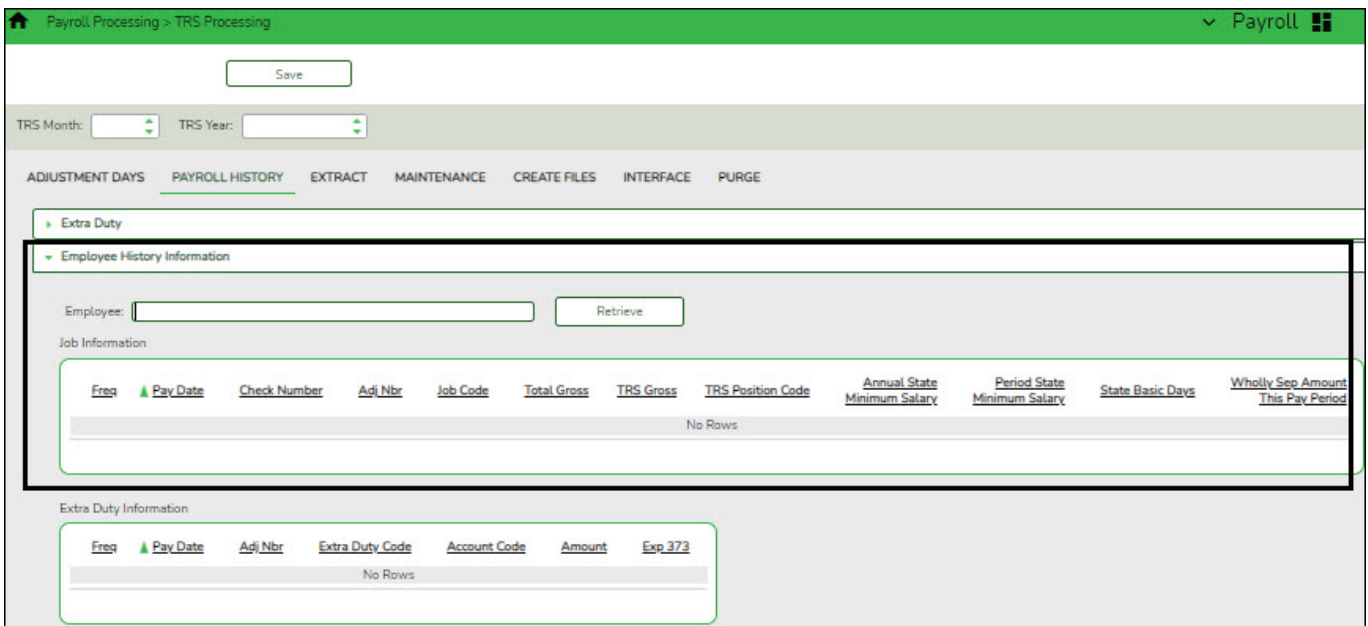 Payroll Processing > TRS Processing
Payroll
Save
TRS Month: TRS Year:
ADJUSTMENT DAYS PAYROLL HISTORY EXTRACT MAINTENANCE CREATE FILES INTERFACE PURGE
Extra Duty
Employee History Information
Employee: Retrieve
Job Information
Freq Pay Date Check Number Adj Nbr Job Code Total Gross TRS Gross TRS Position Code Annual State Minimum Salary Period State Minimum Salary State Basic Days Wholly Sep Amount This Pay Period
No Rows
Extra Duty Information
Freq Pay Date Adj Nbr Extra Duty Code Account Code Amount Exp 373
No Rows